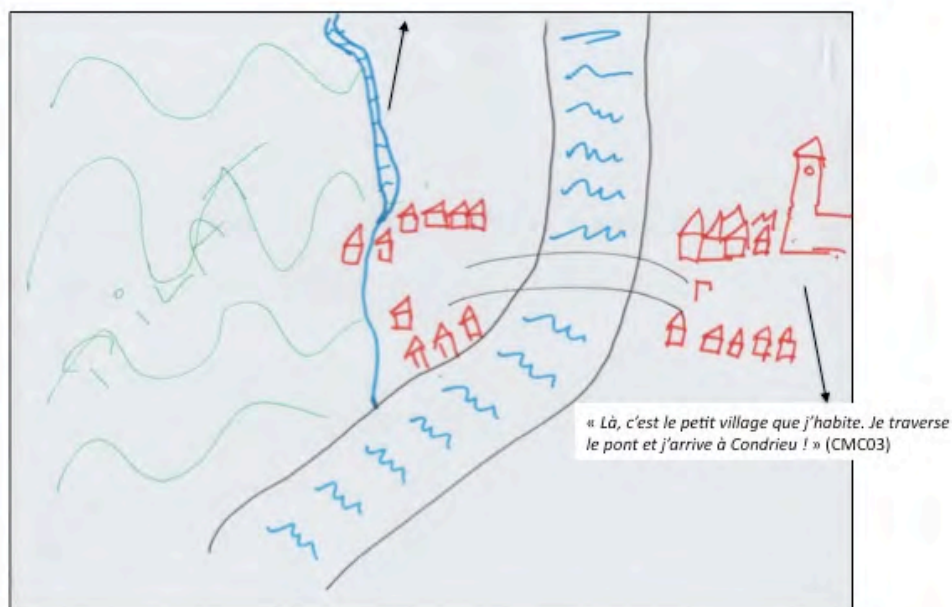 « Là, c'est le petit village que j'habite. Je traverse
le pont et j'arrive à Condrieu ! » (CMC03)